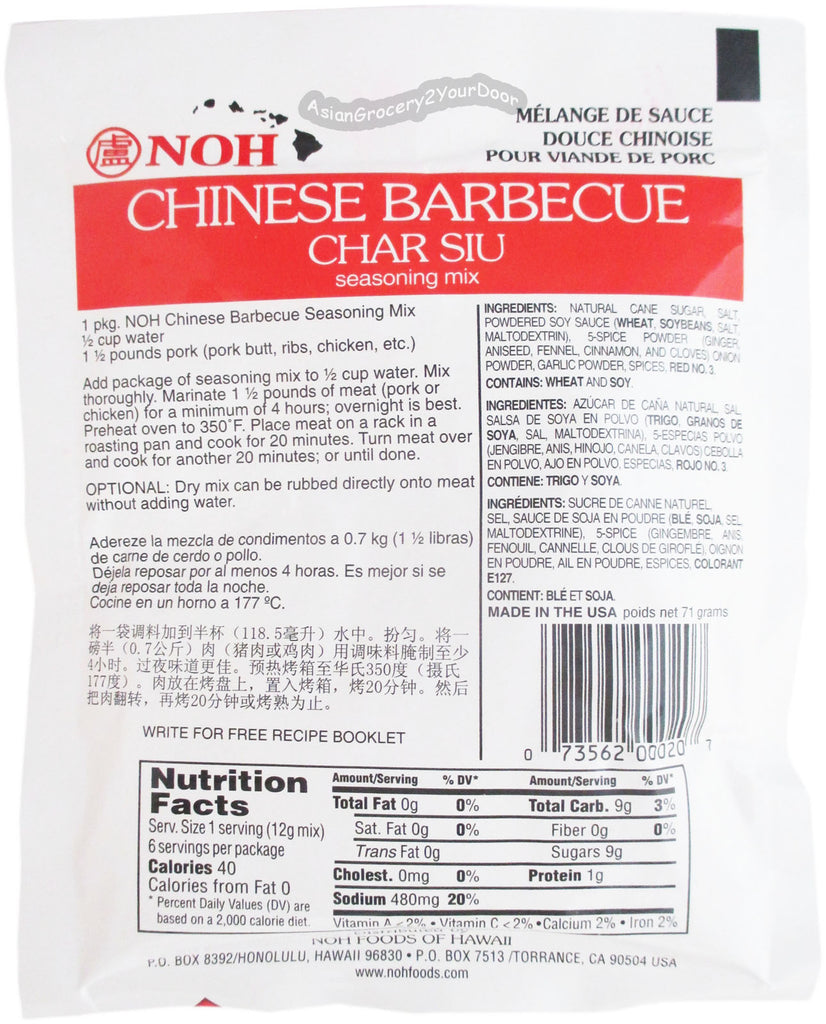 AsianGrocery2YourDoor
盧 NOH
MÉLANGE DE SAUCE
DOUCE CHINOISE
POUR VIANDE DE PORC
CHINESE BARBECUE
CHAR SIU
seasoning mix
1 pkg. NOH Chinese Barbecue Seasoning Mix
½ cup water
1 ½ pounds pork (pork butt, ribs, chicken, etc.)
Add package of seasoning mix to ½ cup water. Mix
thoroughly. Marinate 1 ½ pounds of meat (pork or
chicken) for a minimum of 4 hours; overnight is best.
Preheat oven to 350˚F. Place meat on a rack in a
roasting pan and cook for 20 minutes. Turn meat over
and cook for another 20 minutes; or until done.
OPTIONAL: Dry mix can be rubbed directly onto meat
without adding water.
Adereze la mezcla de condimentos a 0.7 kg (1 ½ libras)
de carne de cerdo o pollo.
Déjela reposar por al menos 4 horas. Es mejor si se
deja reposar toda la noche.
Cocine en un horno a 177 ºC.
将一袋调料加到半杯（118.5毫升）水中。扮匀。将一
磅半（0.7公斤）肉（猪肉或鸡肉）用调味料腌制至少
4小时。过夜味道更佳。预热烤箱至华氏350度（摄氏
177度）。肉放在烤盘上，置入烤箱，烤20分钟。然后
把肉翻转，再烤20分钟或烤熟为止。
WRITE FOR FREE RECIPE BOOKLET
INGREDIENTS: NATURAL CANE SUGAR, SALT,
POWDERED SOY SAUCE (WHEAT, SOYBEANS, SALT,
MALTODEXTRIN), 5-SPICE POWDER (GINGER,
ANISEED, FENNEL, CINNAMON, AND CLOVES) ONION
POWDER, GARLIC POWDER, SPICES, RED NO. 3.
CONTAINS: WHEAT AND SOY.
INGREDIENTES: AZÚCAR DE CAÑA NATURAL, SAL,
SALSA DE SOYA EN POLVO (TRIGO, GRANOS DE
SOYA, SAL, MALTODEXTRINA), 5-ESPECIAS POLVO
(JENGIBRE, ANIS, HINOJO, CANELA, CLAVOS) CEBOLLA
EN POLVO, AJO EN POLVO, ESPECIAS, ROJO NO. 3.
CONTIENE: TRIGO Y SOYA.
INGRÉDIENTS: SUCRE DE CANNE NATUREL,
SEL, SAUCE DE SOJA EN POUDRE (BLÉ, SOJA, SEL,
MALTODEXTRINE), 5-SPICE (GINGEMBRE, ANIS,
FENOUIL, CANNELLE, CLOUS DE GIROFLE), OIGNON
EN POUDRE, AIL EN POUDRE, ESPICES, COLORANT
E127.
CONTIENT: BLÉ ET SOJA.
MADE IN THE USA poids net 71 grams
0 73562 00020 7
Nutrition
Facts
Serv. Size 1 serving (12g mix)
6 servings per package
Calories 40
Calories from Fat 0
* Percent Daily Values (DV) are
based on a 2,000 calorie diet.
Amount/Serving % DV* Amount/Serving % DV*
Total Fat 0g 0% Total Carb. 9g 3%
Sat. Fat 0g 0% Fiber 0g 0%
Trans Fat 0g Sugars 9g
Cholest. 0mg 0% Protein 1g
Sodium 480mg 20%
Vitamin A < 2% • Vitamin C < 2% • Calcium 2% • Iron 2%
Distributed by
NOH FOODS OF HAWAII
P.O. BOX 8392/HONOLULU, HAWAII 96830 • P.O. BOX 7513 /TORRANCE, CA 90504 USA
www.nohfoods.com